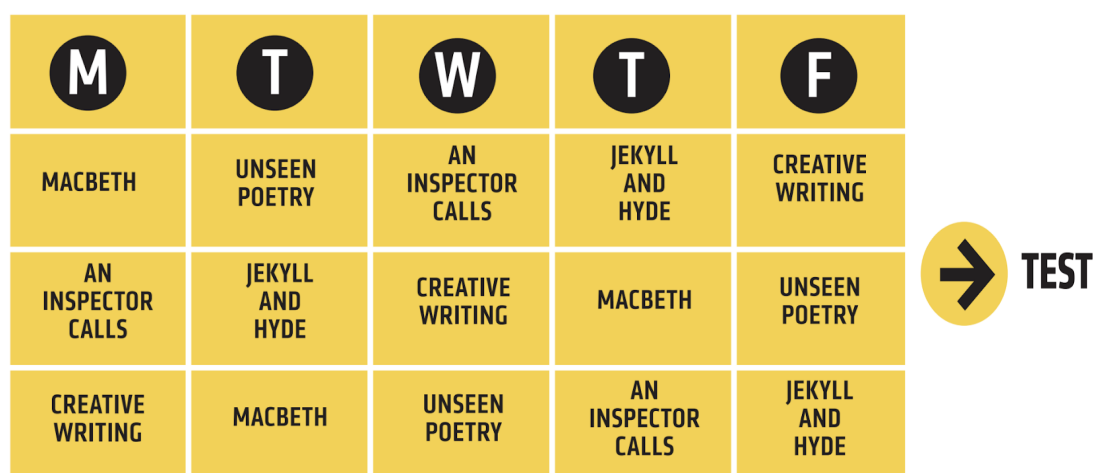 M T W T F
MACBETH
UNSEEN
POETRY
AN
INSPECTOR
CALLS
JEKYLL
AND
HYDE
CREATIVE
WRITING
AN
INSPECTOR
CALLS
JEKYLL
AND
HYDE
CREATIVE
WRITING
MACBETH
UNSEEN
POETRY
CREATIVE
WRITING
MACBETH
UNSEEN
POETRY
AN
INSPECTOR
CALLS
JEKYLL
AND
HYDE
TEST